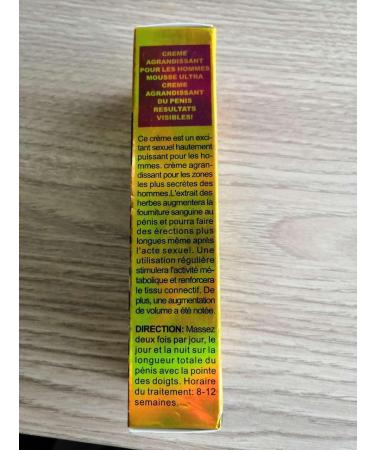 CREME
AGRANDISSANT
POUR LES HOMMES
MOUSSE ULTRA
CREME
AGRANDISSANT
DU PENIS
RESULTATS
VISIBLES!
Ce crème est un exci-
tant sexuel hautement
puissant pour les ho-
mmes. crème agran-
dissant pour les zones
les plus secrètes des
hommes.L'extrait des
herbes augmentera la
fourniture sanguine au
pénis et pourra faire
des érections plus
longues même après
l'acte sexuel. Une
utilisation régulière
stimulera l'activité mé-
tabolique et renforcera
le tissu connectif. De
plus, une augmentation
de volume a été notée.
DIRECTION: Massez
deux fois par jour, le
jour et la nuit sur la
longueur totale du
pénis avec la pointe
des doigts. Horaire
du traitement: 8-12
semaines.